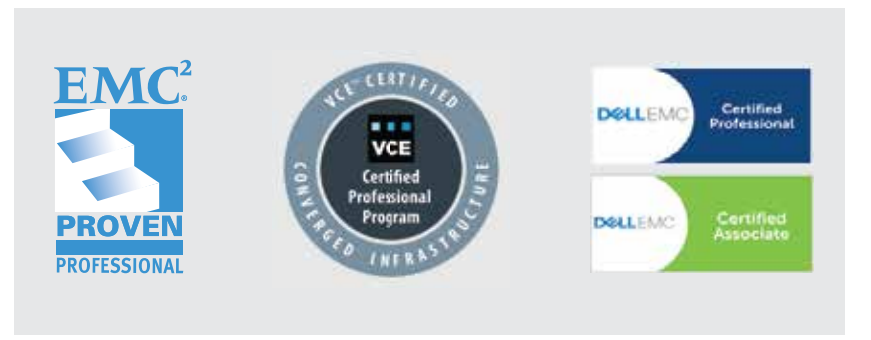 EMC²®
PROVEN
PROFESSIONAL
VCE™ CERTIFIED
VCE
Certified
Professional
Program
CONVERGED INFRASTRUCTURE
DELLEMC
Certified
Professional
DELLEMC
Certified
Associate